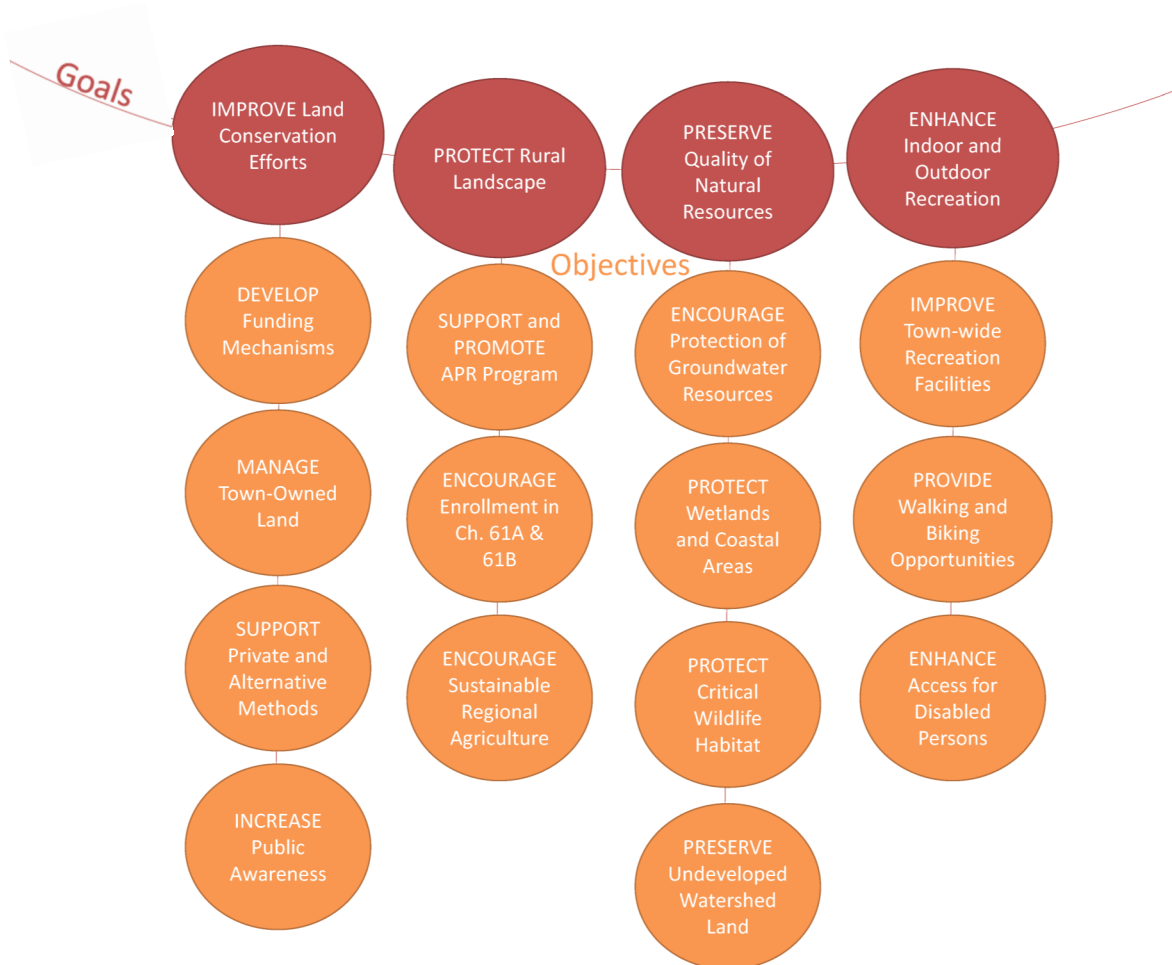 Goals
IMPROVE Land
Conservation
Efforts
PROTECT Rural
Landscape
PRESERVE
Quality of
Natural
Resources
ENHANCE
Indoor and
Outdoor
Recreation
Objectives
DEVELOP
Funding
Mechanisms
MANAGE
Town-Owned
Land
SUPPORT
Private and
Alternative
Methods
INCREASE
Public
Awareness
SUPPORT and
PROMOTE
APR Program
ENCOURAGE
Enrollment in
Ch. 61A &
61B
ENCOURAGE
Sustainable
Regional
Agriculture
ENCOURAGE
Protection of
Groundwater
Resources
PROTECT
Wetlands
and Coastal
Areas
PROTECT
Critical
Wildlife
Habitat
PRESERVE
Undeveloped
Watershed
Land
IMPROVE
Town-wide
Recreation
Facilities
PROVIDE
Walking and
Biking
Opportunities
ENHANCE
Access for
Disabled
Persons